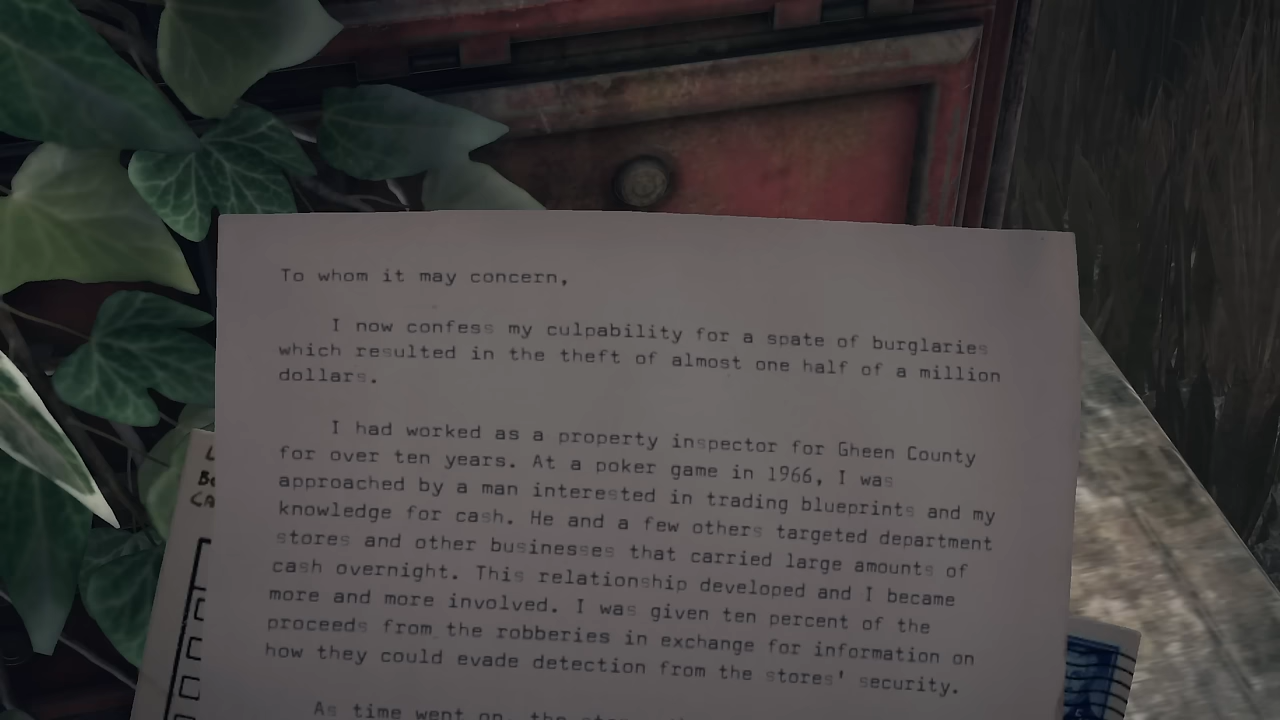 To whom it may concern,
I now confess my culpability for a spate of burglaries
which resulted in the theft of almost one half of a million
dollars.
I had worked as a property inspector for Gheen County
for over ten years. At a poker game in 1966, I was
approached by a man interested in trading blueprints and my
knowledge for cash. He and a few others targeted department
stores and other businesses that carried large amounts of
cash overnight. This relationship developed and I became
more and more involved. I was given ten percent of the
proceeds from the robberies in exchange for information on
how they could evade detection from the stores' security.
As time went on, the